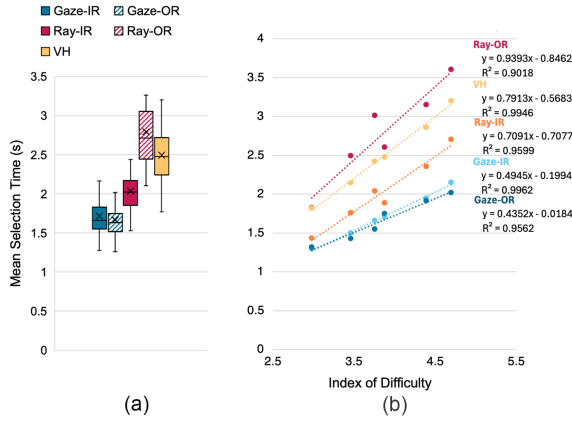 Gaze-IR
Gaze-OR
Ray-IR
Ray-OR
VH
3.5
3
2.5
2
1.5
1
0.5
0
Mean Selection Time (s)
(a)
4
3.5
3
2.5
2
1.5
1
0.5
0
2.5
3.5
4.5
5.5
Index of Difficulty
Ray-OR
y = 0.9393x - 0.8462
R² = 0.9018
VH
y = 0.7913x - 0.5683
R² = 0.9946
Ray-IR
y = 0.7091x - 0.7077
R² = 0.9599
Gaze-IR
y = 0.4945x - 0.1994
R² = 0.9962
Gaze-OR
y = 0.4352x - 0.0184
R² = 0.9562
(b)